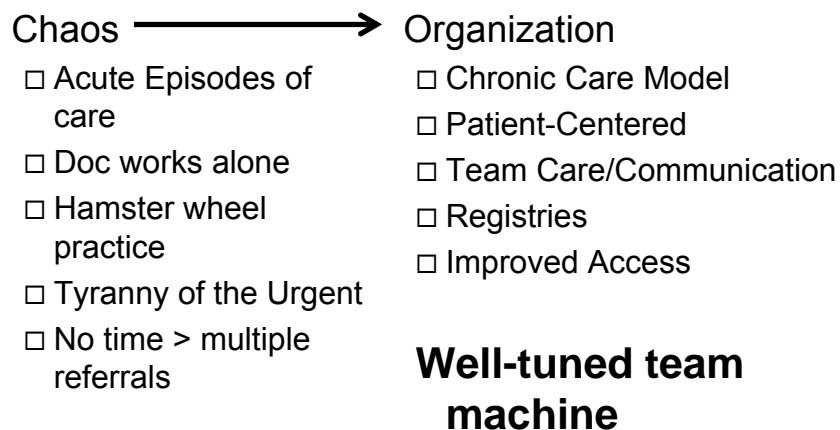 Chaos
□ Acute Episodes of
care
□ Doc works alone
□ Hamster wheel
practice
□ Tyranny of the Urgent
□ No time > multiple
referrals
Organization
□ Chronic Care Model
□ Patient-Centered
□ Team Care/Communication
□ Registries
□ Improved Access
Well-tuned team
machine